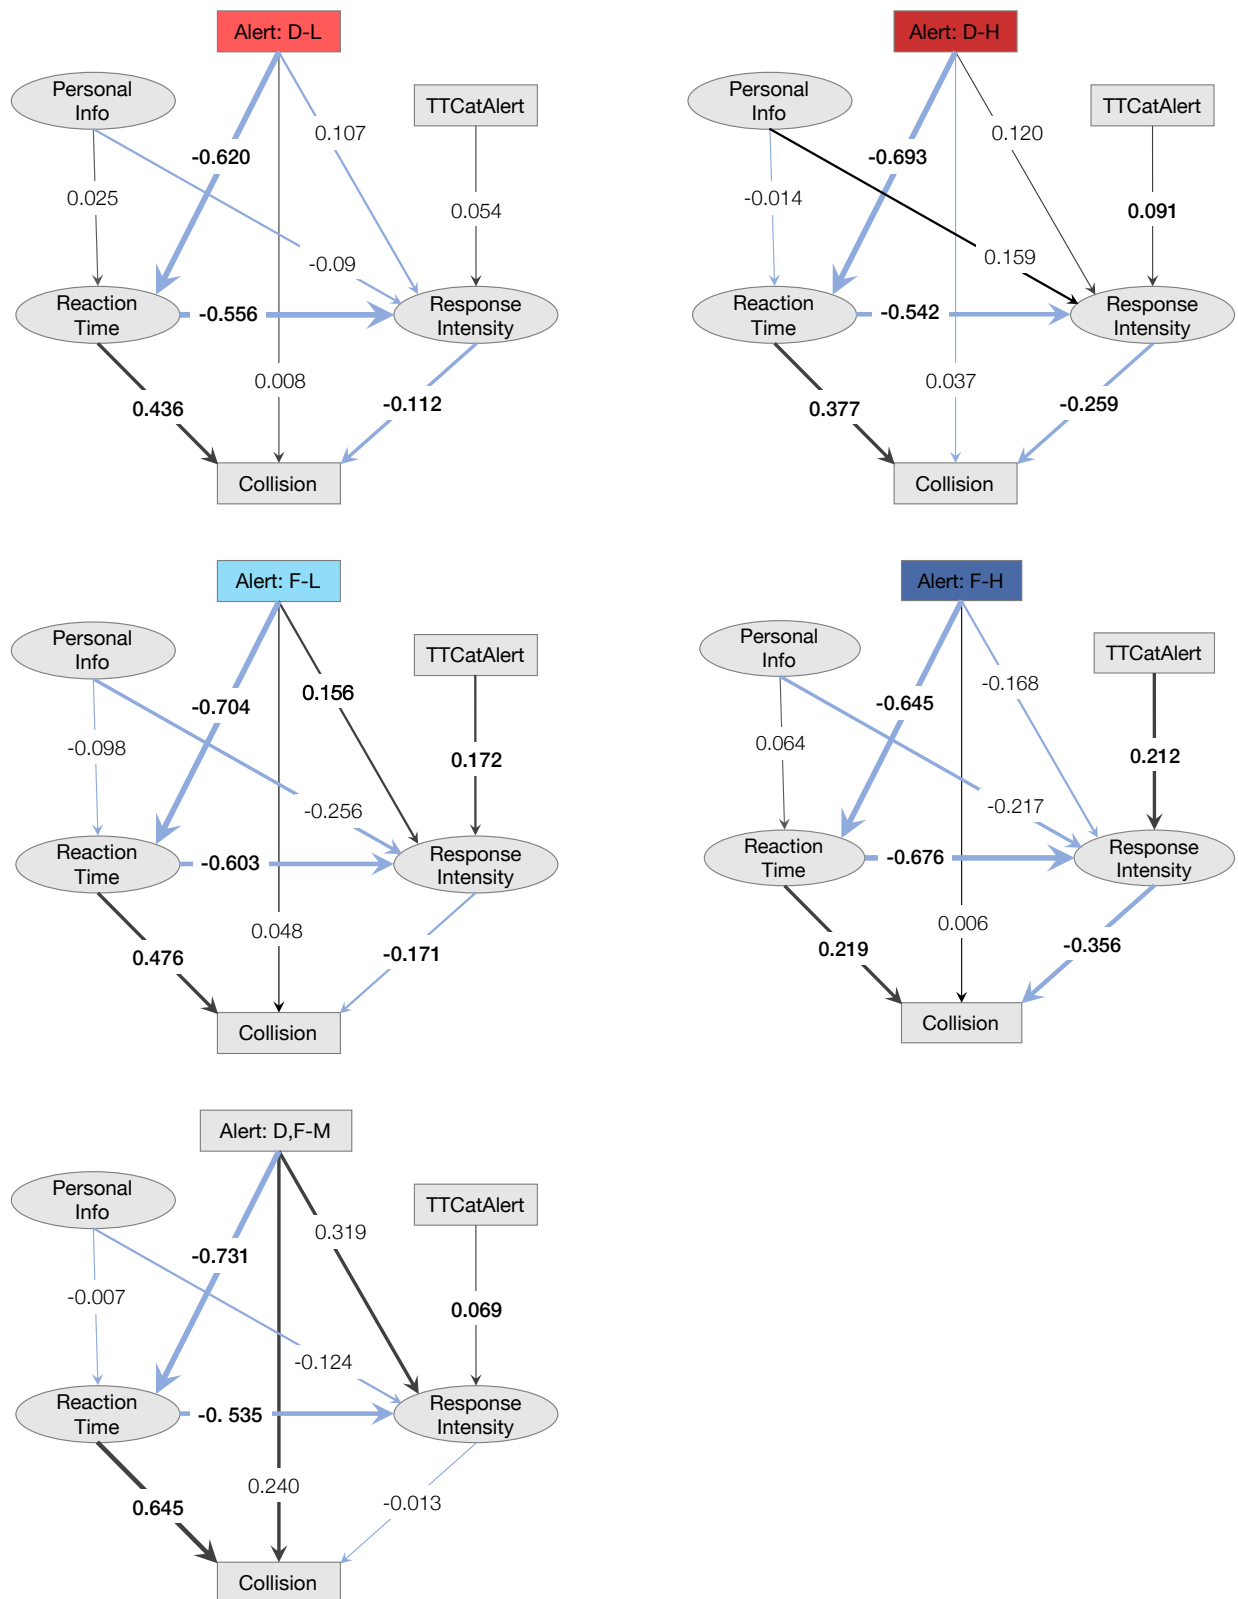 Alert: D-L
Personal
Info
TTCatAlert
0.107
-0.620
0.025
0.054
-0.09
Reaction
Time
-0.556
Response
Intensity
0.008
0.436
-0.112
Collision
Alert: D-H
Personal
Info
TTCatAlert
0.120
-0.693
-0.014
0.091
0.159
Reaction
Time
-0.542
Response
Intensity
0.037
0.377
-0.259
Collision
Alert: F-L
Personal
Info
TTCatAlert
0.156
-0.704
-0.098
0.172
-0.256
Reaction
Time
-0.603
Response
Intensity
0.048
0.476
-0.171
Collision
Alert: F-H
Personal
Info
TTCatAlert
-0.168
-0.645
0.064
0.212
-0.217
Reaction
Time
-0.676
Response
Intensity
0.006
0.219
-0.356
Collision
Alert: D,F-M
Personal
Info
TTCatAlert
0.319
-0.731
-0.007
0.069
-0.124
Reaction
Time
-0. 535
Response
Intensity
0.240
0.645
-0.013
Collision